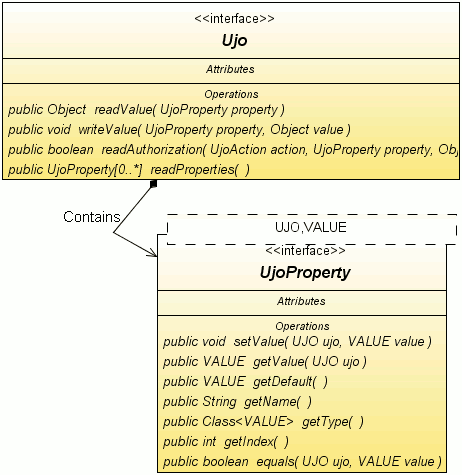 <<interface>>
Ujo
Attributes
Operations
public Object readValue( UjoProperty property )
public void writeValue( UjoProperty property, Object value )
public boolean readAuthorization( UjoAction action, UjoProperty property, Obj
public UjoProperty[0..*] readProperties( )
Contains
UJO,VALUE
<<interface>>
UjoProperty
Attributes
Operations
public void setValue( UJO ujo, VALUE value )
public VALUE getValue( UJO ujo )
public VALUE getDefault( )
public String getName( )
public Class<VALUE> getType( )
public int getIndex( )
public boolean equals( UJO ujo, VALUE value )